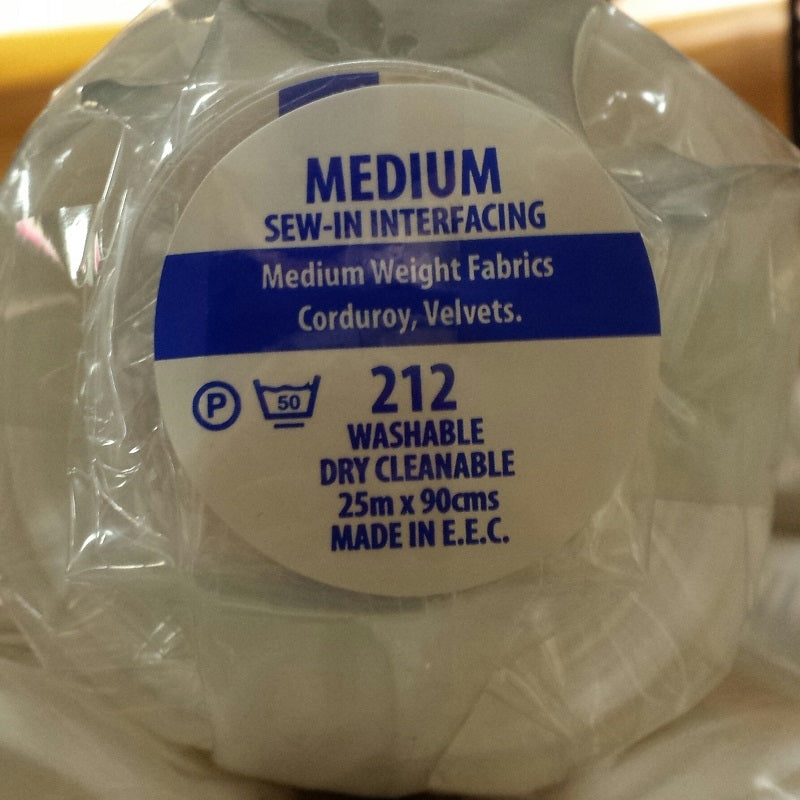 MEDIUM
SEW-IN INTERFACING
Medium Weight Fabrics
Corduroy, Velvets.
P 50 212
WASHABLE
DRY CLEANABLE
25m x 90cms
MADE IN E.E.C.